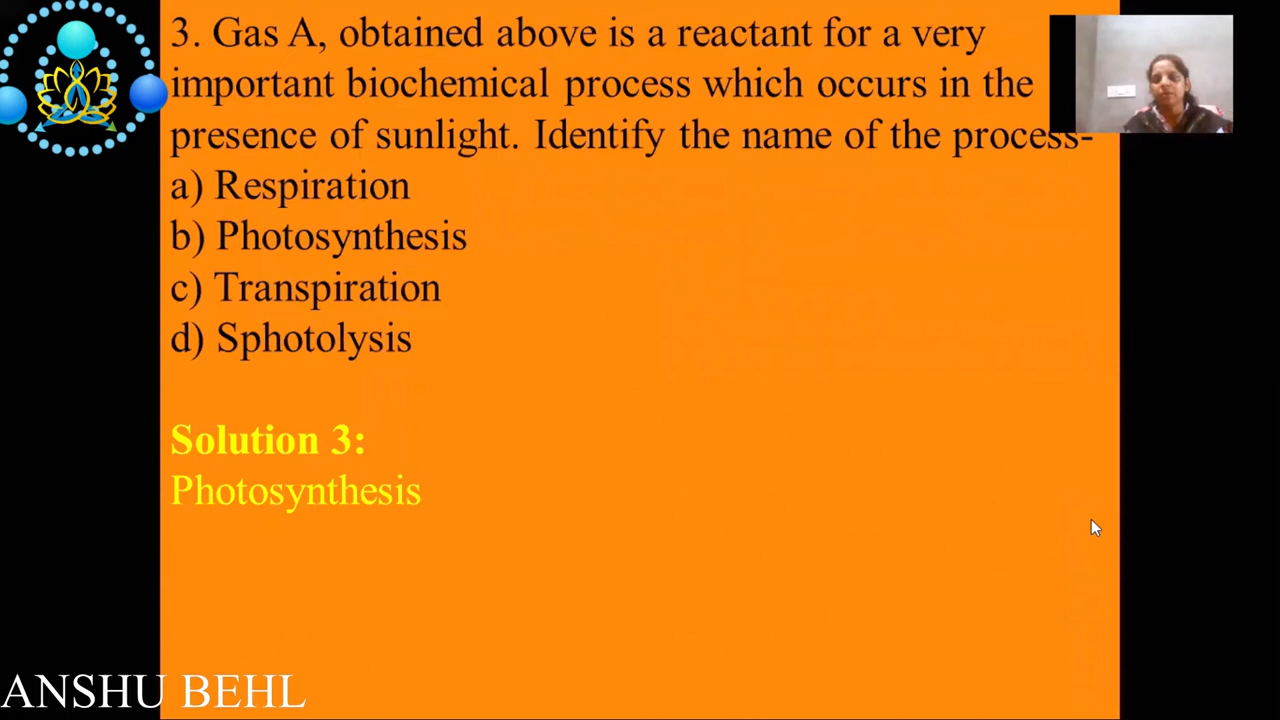 3. Gas A, obtained above is a reactant for a very
important biochemical process which occurs in the
presence of sunlight. Identify the name of the process-
a) Respiration
b) Photosynthesis
c) Transpiration
d) Sphotolysis
Solution 3:
Photosynthesis
ANSHU BEHL